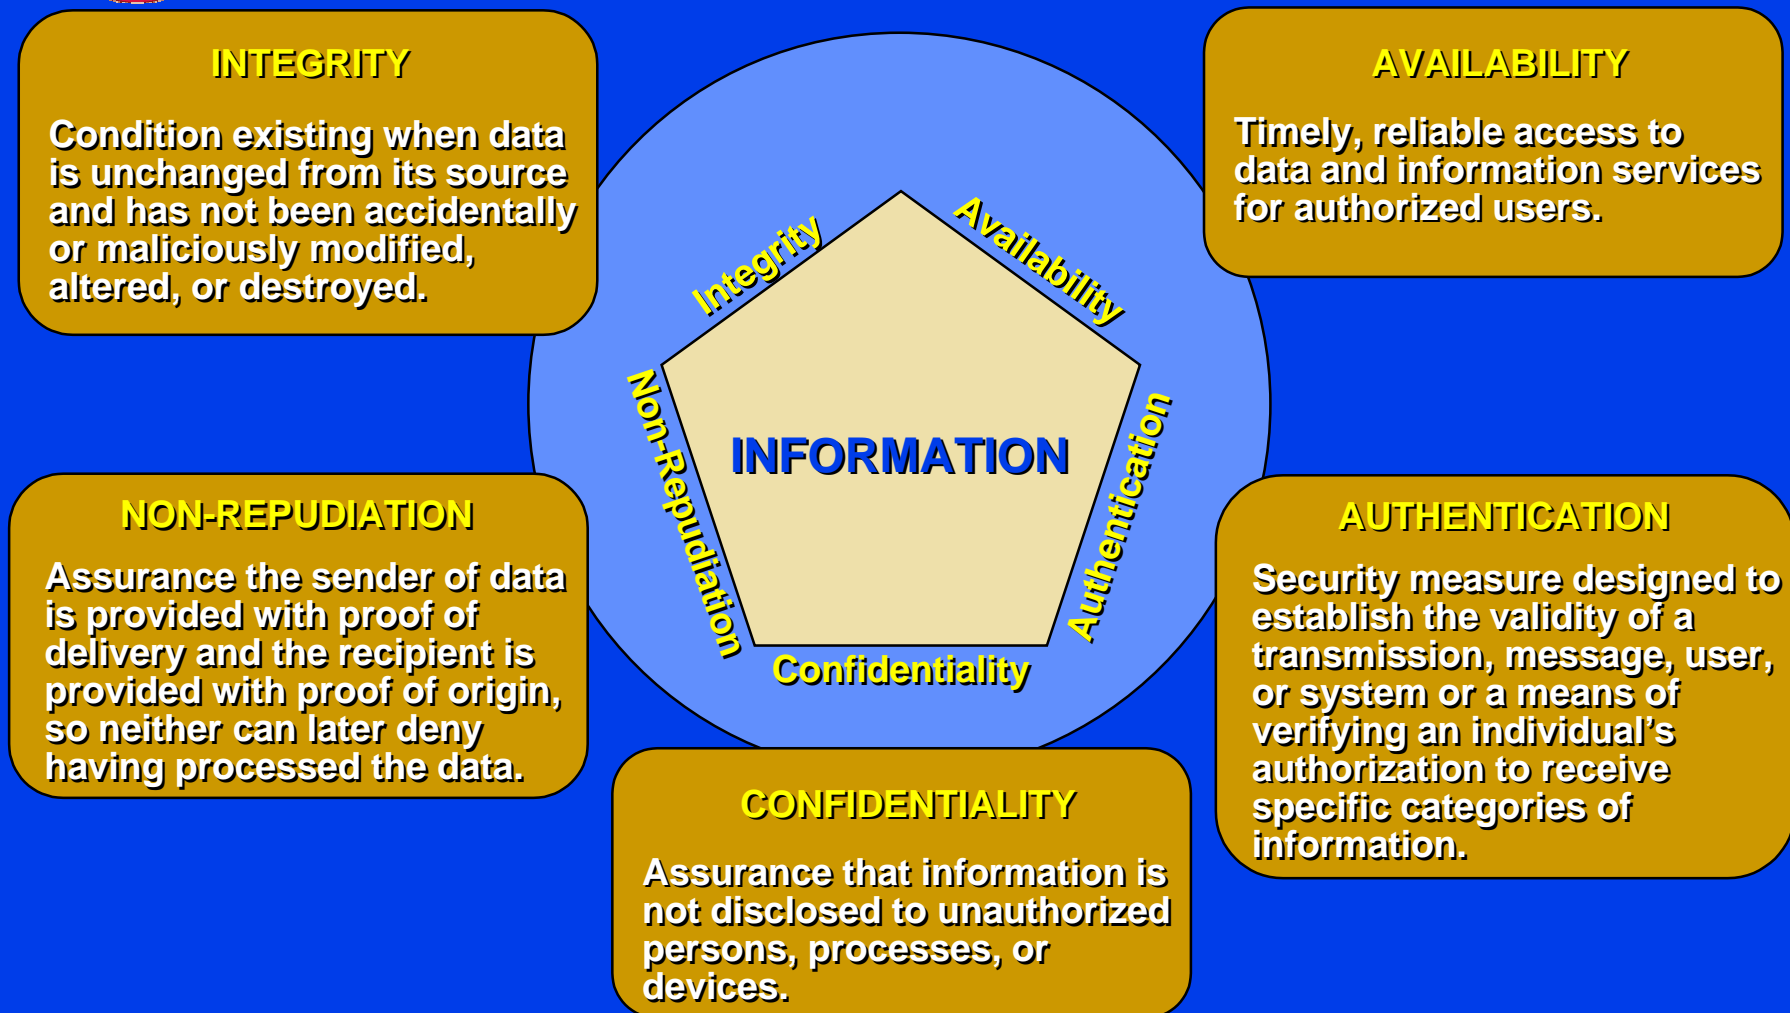 INTEGRITY
Condition existing when data
is unchanged from its source
and has not been accidentally
or maliciously modified,
altered, or destroyed.
AVAILABILITY
Timely, reliable access to
data and information services
for authorized users.
Integrity
Availability
Non-Repudiation
INFORMATION
Authentication
Confidentiality
NON-REPUDIATION
Assurance the sender of data
is provided with proof of
delivery and the recipient is
provided with proof of origin,
so neither can later deny
having processed the data.
AUTHENTICATION
Security measure designed to
establish the validity of a
transmission, message, user,
or system or a means of
verifying an individual’s
authorization to receive
specific categories of
information.
CONFIDENTIALITY
Assurance that information is
not disclosed to unauthorized
persons, processes, or
devices.